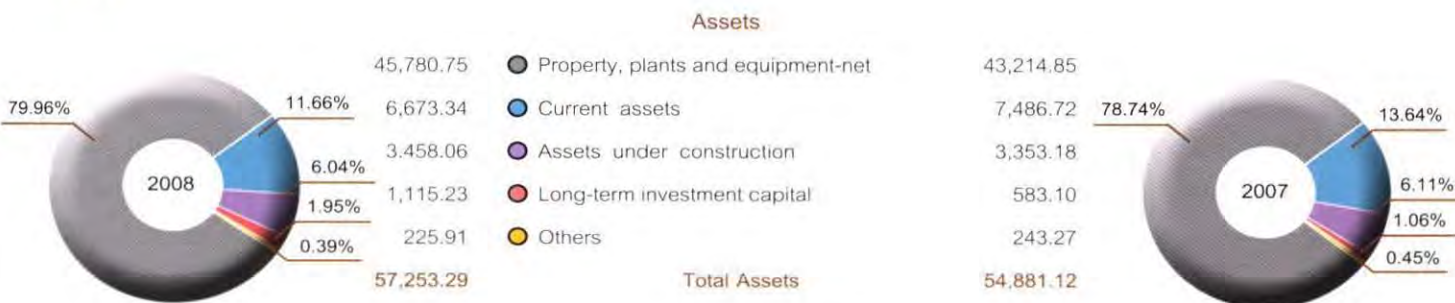 Assets
45,780.75 Property, plants and equipment-net 43,214.85
79.96% 11.66% 6,673.34 Current assets 7,486.72 78.74% 13.64%
2008 6.04% 3.458.06 Assets under construction 3,353.18 2007 6.11%
1.95% 1,115.23 Long-term investment capital 583.10 1.06%
0.39% 225.91 Others 243.27 0.45%
57,253.29 Total Assets 54,881.12